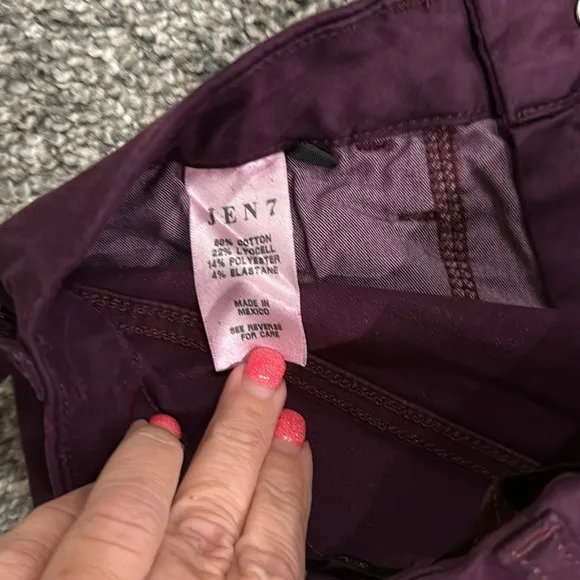 JEN7
60% COTTON
22% LYOCELL
14% POLYESTER
4% ELASTANE
MADE IN
MEXICO
SEE REVERSE
FOR CARE